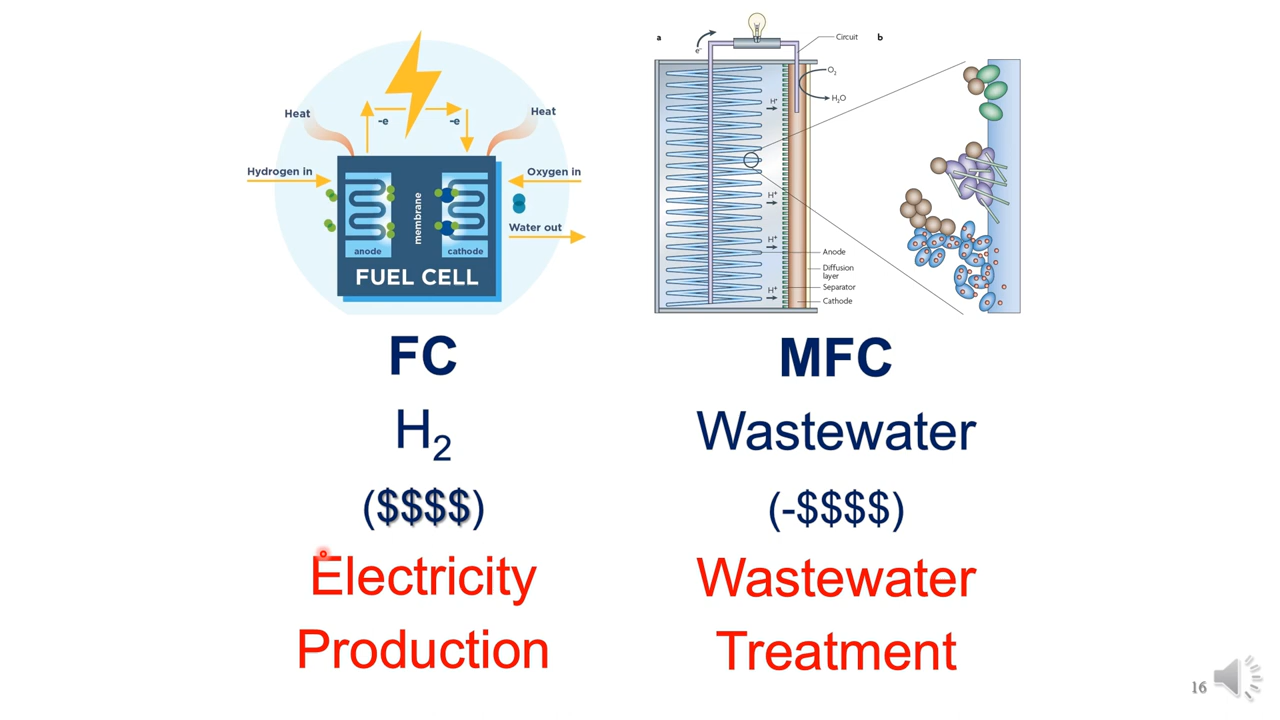 Heat
-e
-e
Heat
Hydrogen in
Oxygen in
membrane
Water out
anode
cathode
FUEL CELL
a
e⁻
Circuit
b
O₂
H₂O
H⁺
H⁺
H⁺
H⁺
Anode
Diffusion
layer
Separator
Cathode
FC
H₂
($$$$)
Electricity
Production
MFC
Wastewater
(-$$$$)
Wastewater
Treatment
16